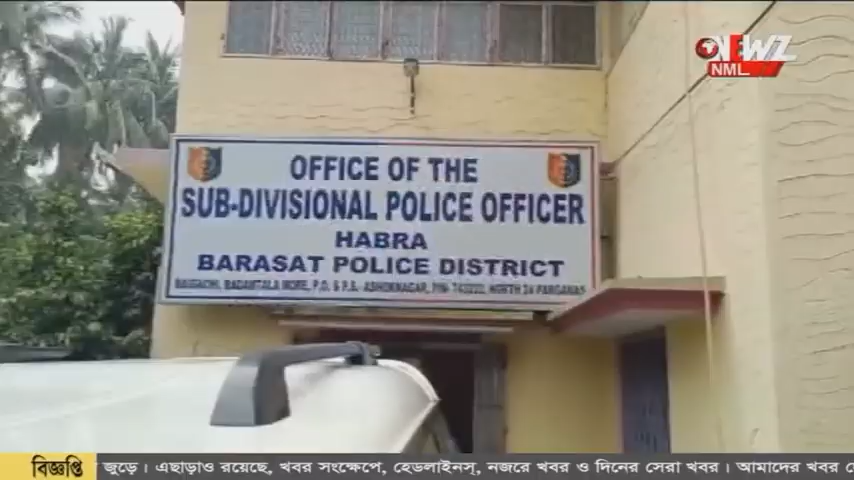 NEWZ
NML
OFFICE OF THE
SUB-DIVISIONAL POLICE OFFICER
HABRA
BARASAT POLICE DISTRICT
BAIGACHI, BADAMTALA MORE, P.O. & P.S. ASHOKNAGAR, PIN- 743222, NORTH 24 PARGANAS
বিজ্ঞপ্তি জুড়ে। এছাড়াও রয়েছে, খবর সংক্ষেপে, হেডলাইনস্, নজরে খবর ও দিনের সেরা খবর। আমাদের খবর